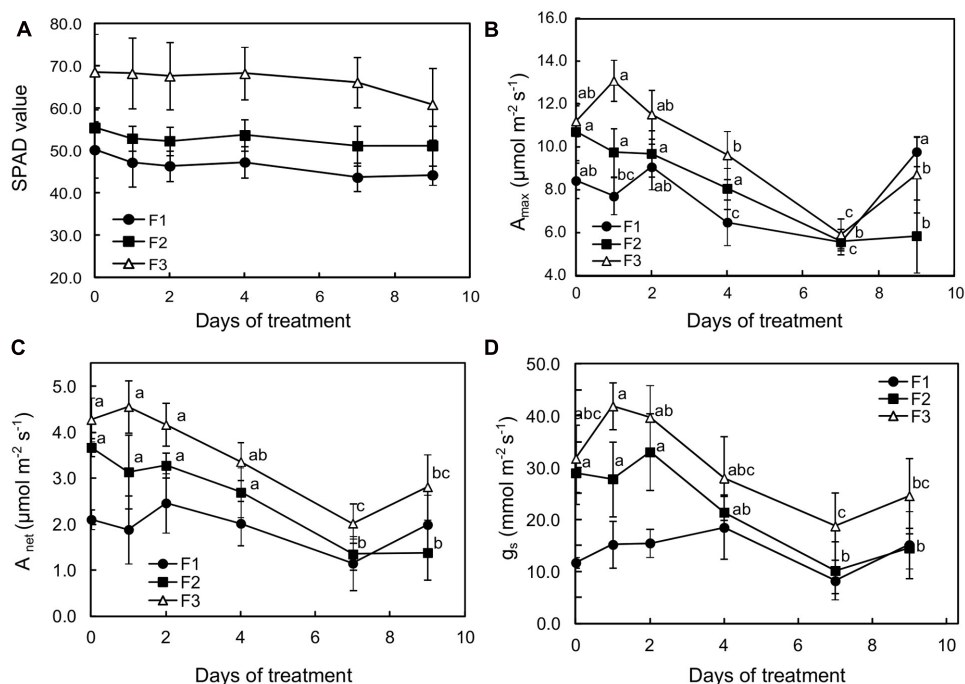 A
80.0
70.0
60.0
50.0
40.0
30.0
20.0
SPAD value
F1
F2
F3
0 2 4 6 8 10
Days of treatment
B
16.0
14.0
12.0
10.0
8.0
6.0
4.0
Amax (μmol m-2 s-1)
ab a ab b c b
a a a a b b
ab bc ab c c a
F1
F2
F3
0 2 4 6 8 10
Days of treatment
C
5.0
4.0
3.0
2.0
1.0
0.0
A net (μmol m-2 s-1)
a a a ab c bc
a a a a b b
F1
F2
F3
0 2 4 6 8 10
Days of treatment
D
50.0
40.0
30.0
20.0
10.0
0.0
gs (mmol m-2 s-1)
abc a ab abc c bc
a a a ab b b
F1
F2
F3
0 2 4 6 8 10
Days of treatment